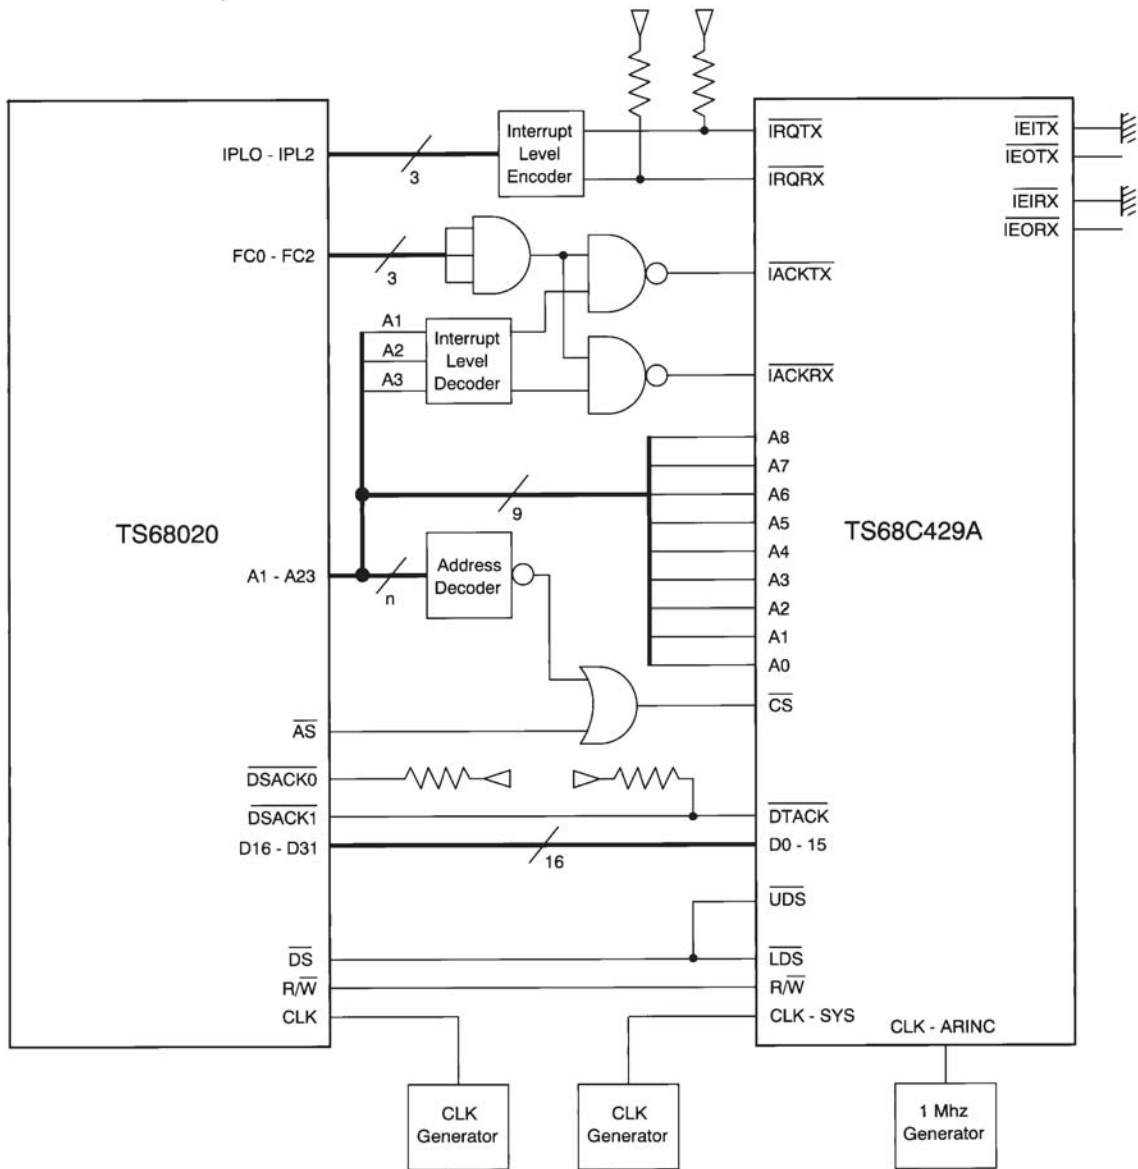 TS68020
IPLO - IPL2
FC0 - FC2
A1 - A23
AS
DSACK0
DSACK1
D16 - D31
DS
R/W
CLK
3
3
A1
A2
A3
9
n
16
Interrupt
Level
Encoder
Interrupt
Level
Decoder
Address
Decoder
TS68C429A
IRQTX
IRQRX
IACKTX
IACKRX
A8
A7
A6
A5
A4
A3
A2
A1
A0
CS
DTACK
D0 - 15
UDS
LDS
R/W
CLK - SYS
CLK - ARINC
IEITX
IEOTX
IEIRX
IEORX
CLK
Generator
CLK
Generator
1 Mhz
Generator